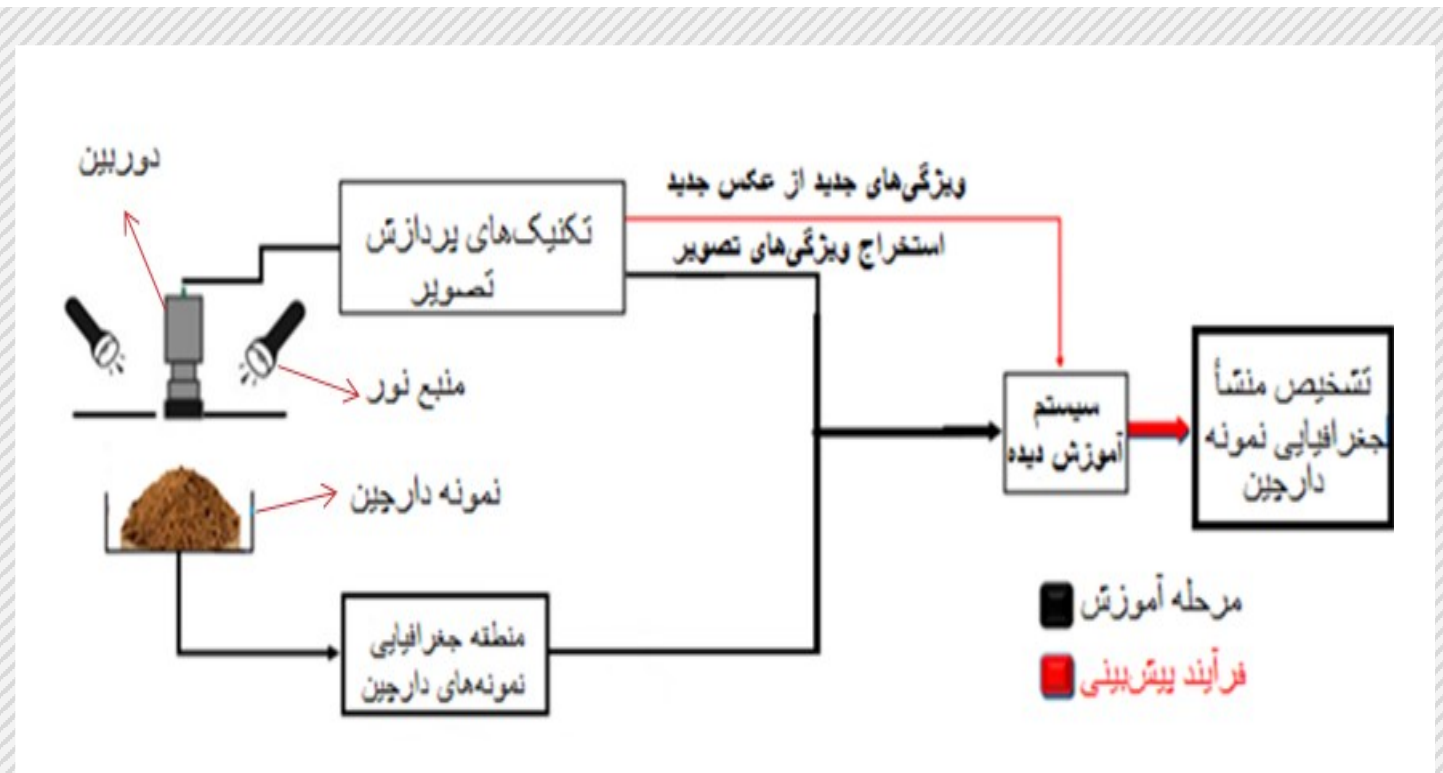 دوربین
تکنیک‌های پردازش
تصویر
ویژگی‌های جدید از عکس جدید
استخراج ویژگی‌های تصویر
منبع نور
نمونه دارچین
منطقه جغرافیایی
نمونه‌های دارچین
سیستم
آموزش دیده
تشخیص منشأ
جغرافیایی نمونه
دارچین
مرحله آموزش
فرآیند پیش‌بینی